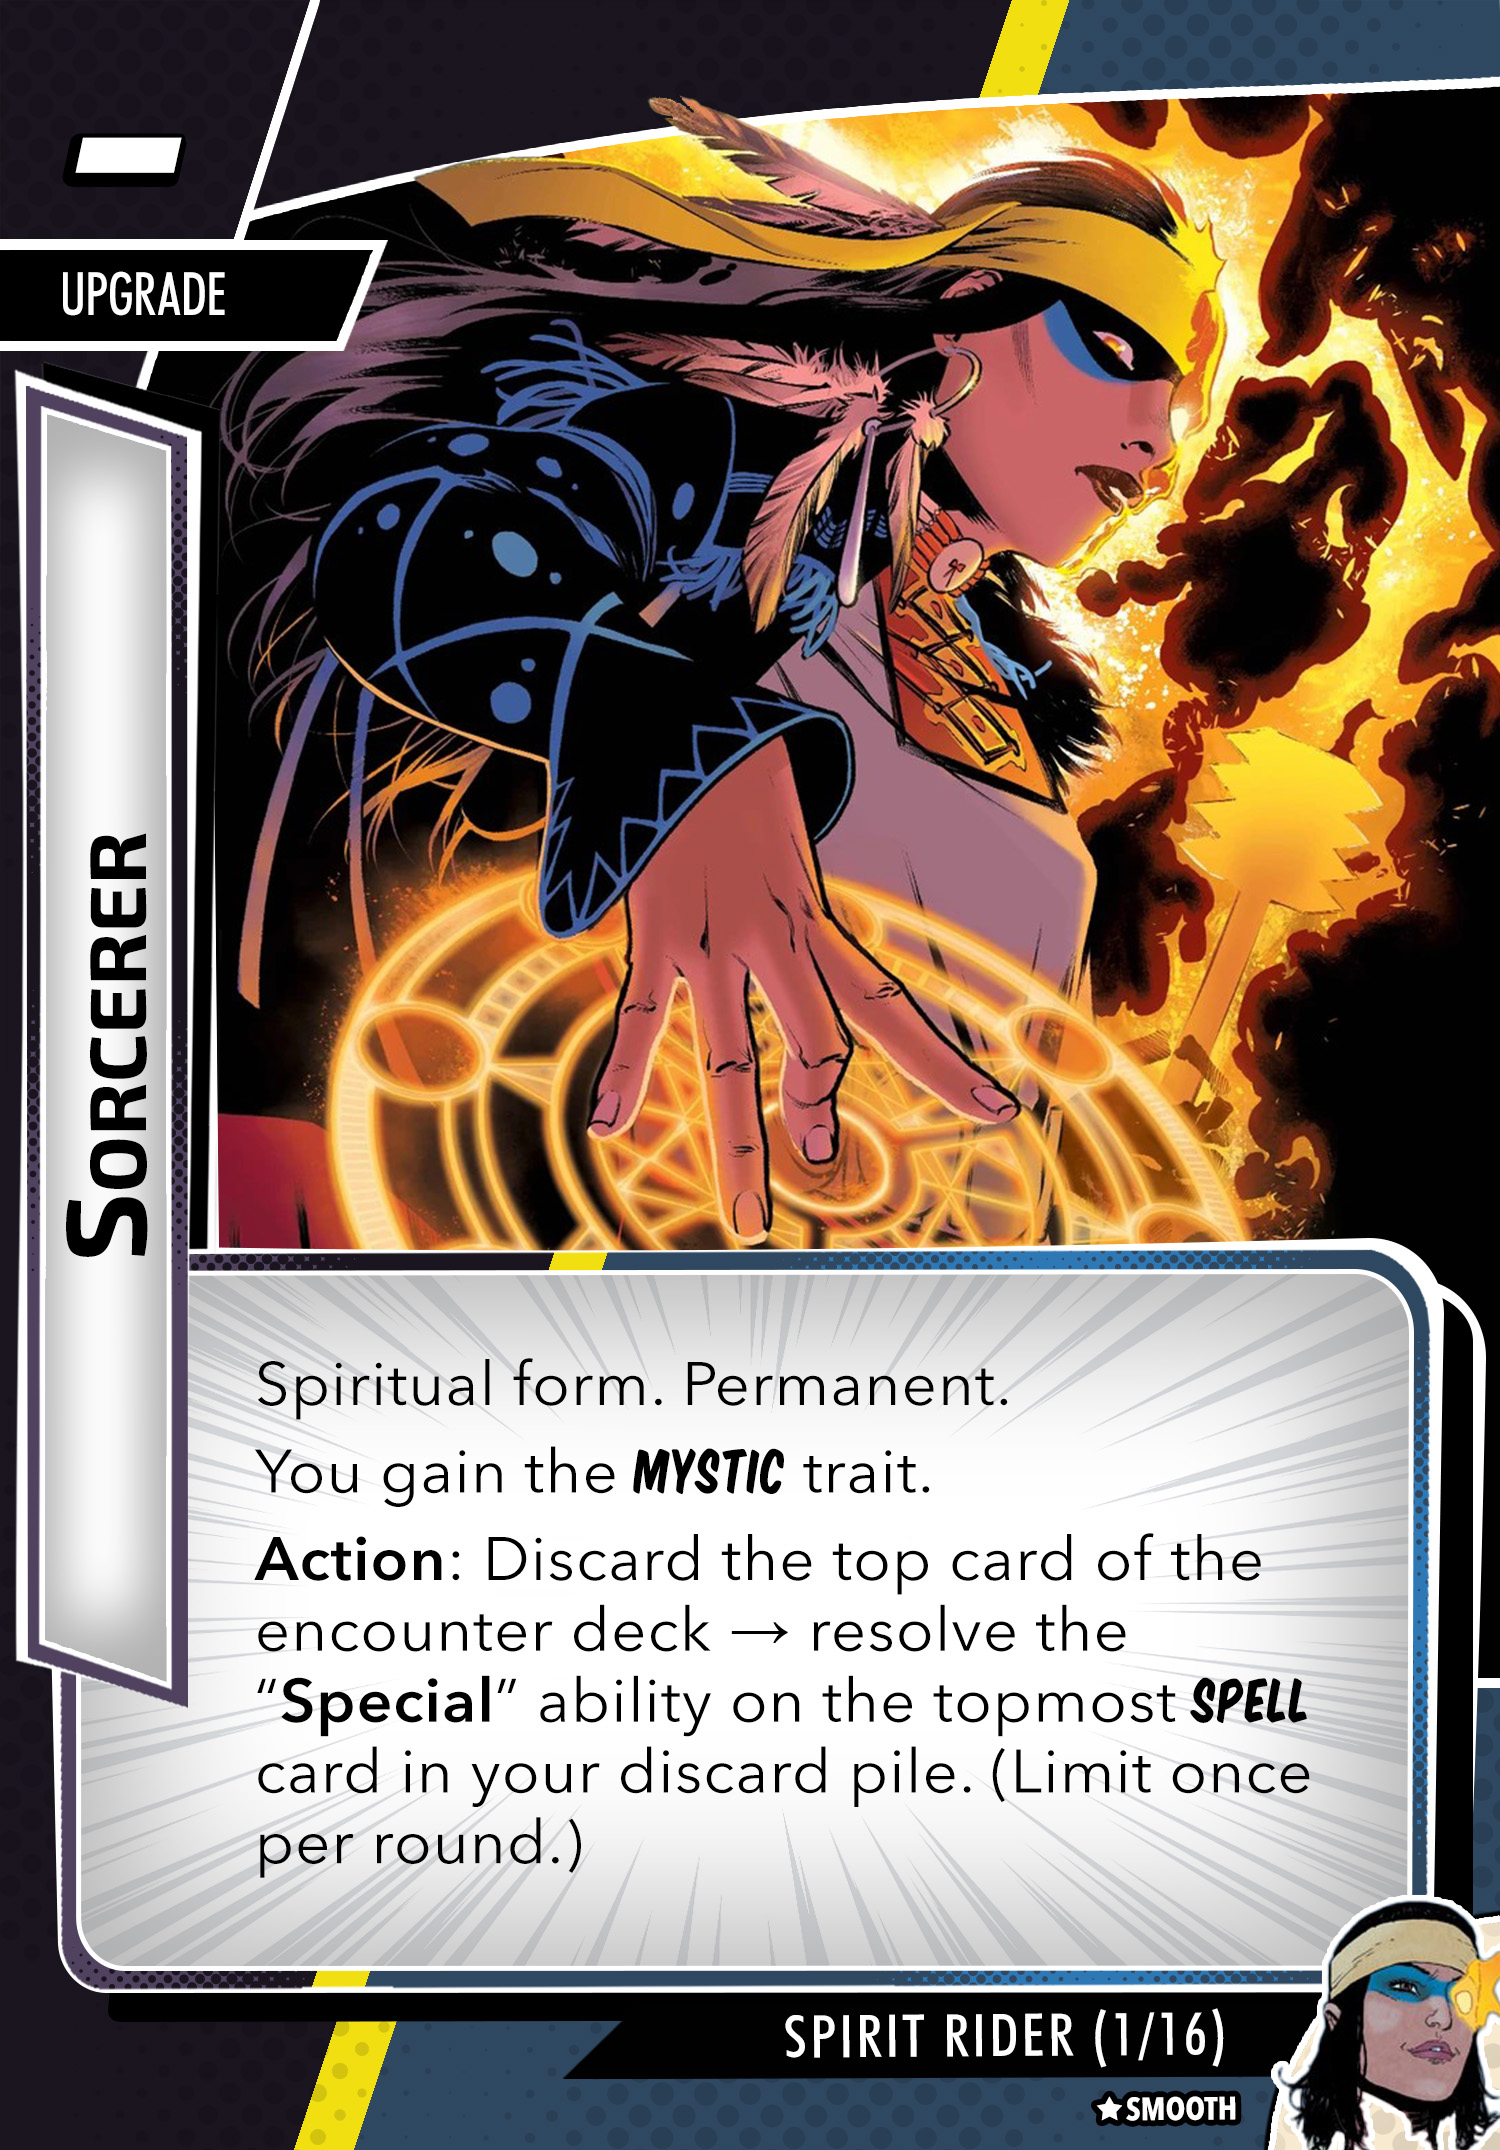 UPGRADE
SORCERER
Spiritual form. Permanent.
You gain the MYSTIC trait.
Action: Discard the top card of the
encounter deck → resolve the
“Special” ability on the topmost SPELL
card in your discard pile. (Limit once
per round.)
SPIRIT RIDER (1/16)
★SMOOTH